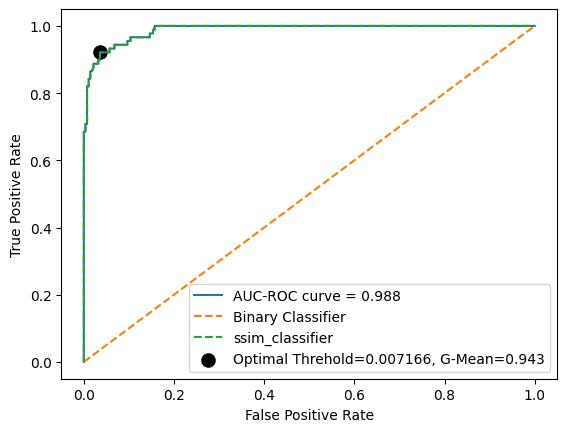 1.0
0.8
0.6
0.4
0.2
0.0
True Positive Rate
AUC-ROC curve = 0.988
Binary Classifier
ssim_classifier
Optimal Threhold=0.007166, G-Mean=0.943
0.0 0.2 0.4 0.6 0.8 1.0
False Positive Rate